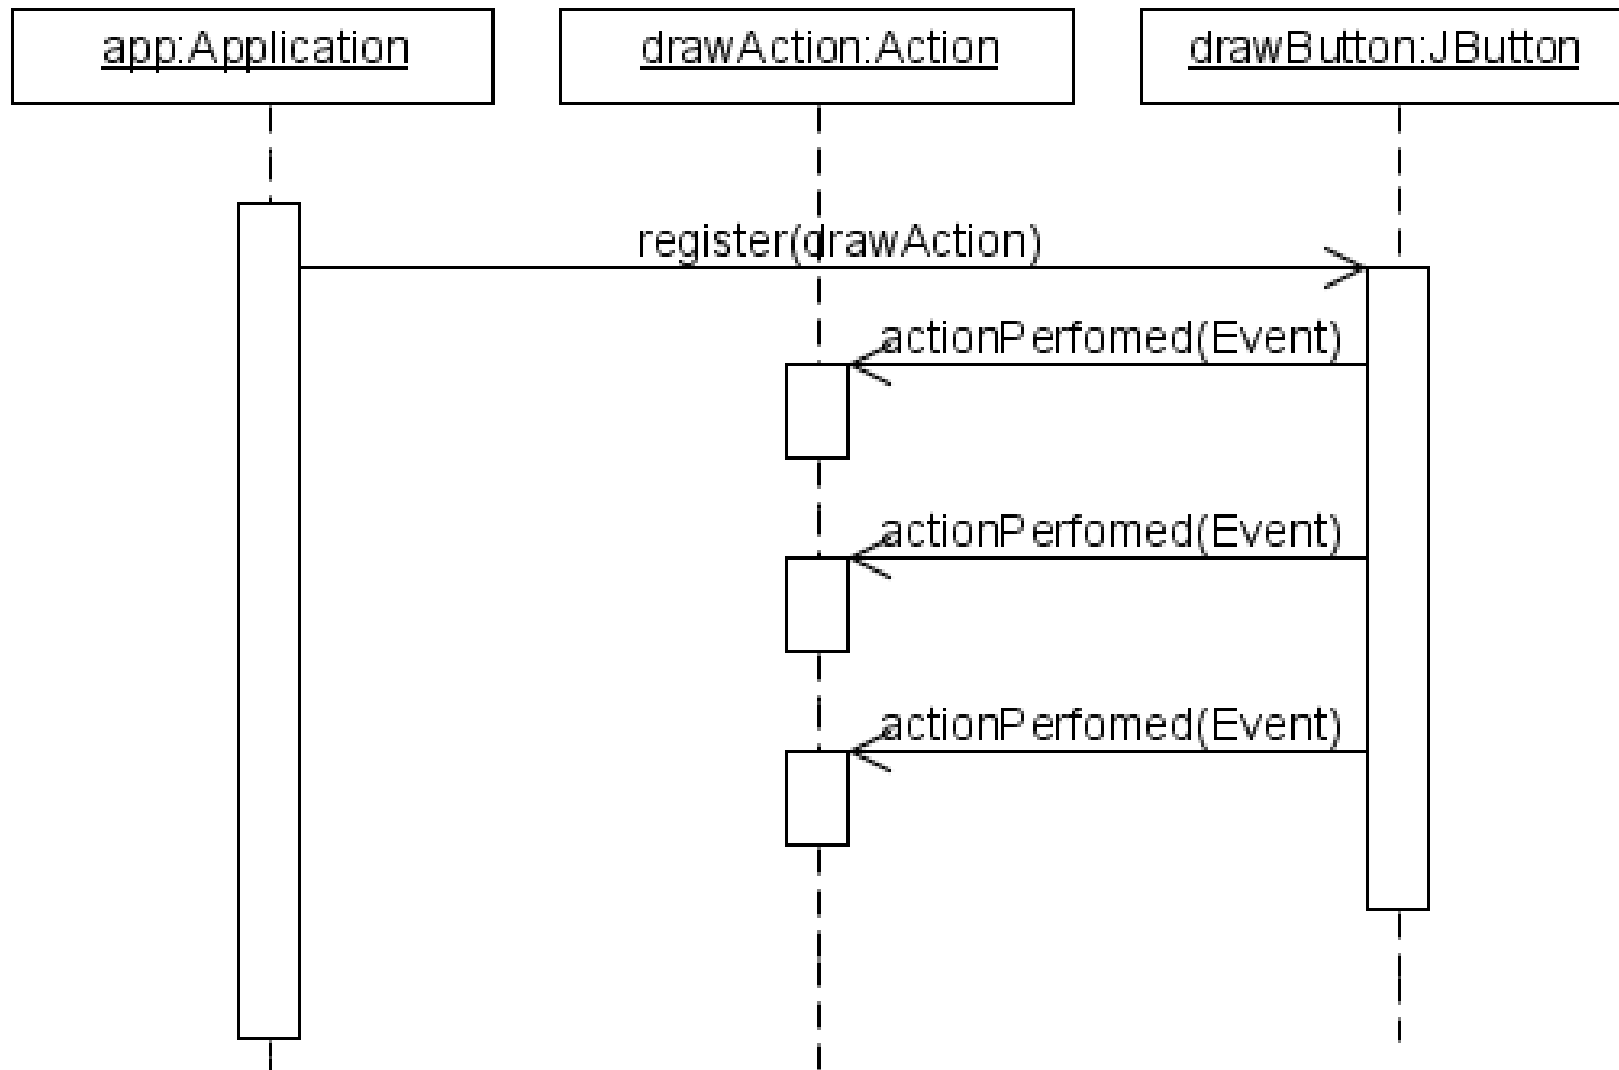 app:Application
drawAction:Action
drawButton:JButton
register(drawAction)
actionPerfomed(Event)
actionPerfomed(Event)
actionPerfomed(Event)